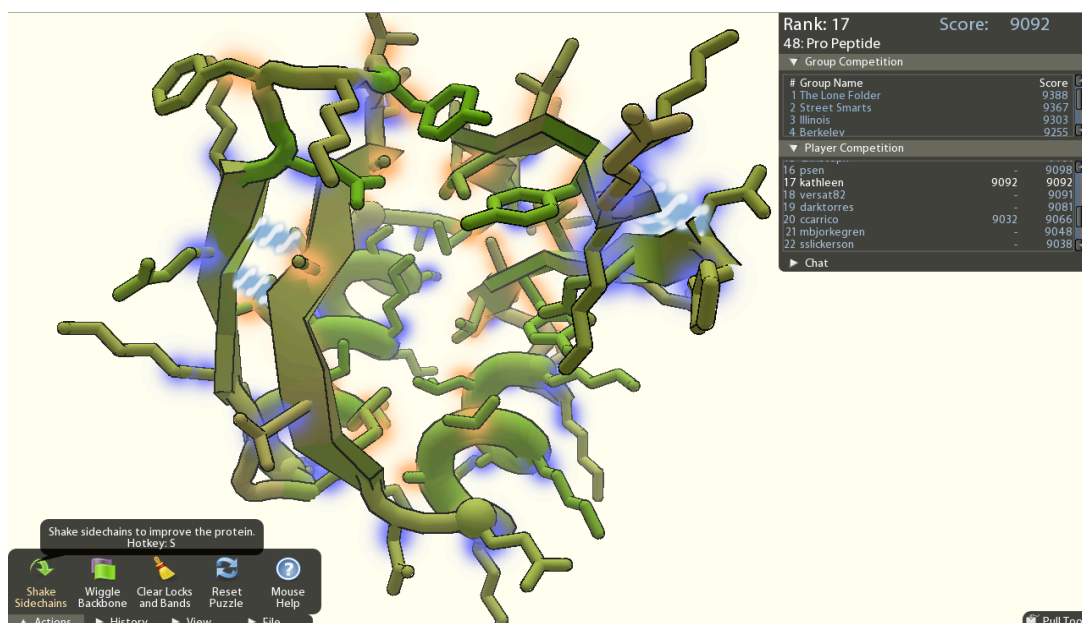 Rank: 17 Score: 9092
48: Pro Peptide
▼ Group Competition
# Group Name Score
1 The Lone Folder 9388
2 Street Smarts 9367
3 Illinois 9303
4 Berkeley 9255
▼ Player Competition
16 psen - 9098
17 kathleen 9092 9092
18 versat82 - 9091
19 darktorres - 9081
20 ccarrico 9032 9066
21 mbjorkegren - 9048
22 sslickerson - 9038
▶ Chat
Shake sidechains to improve the protein.
Hotkey: S
Shake Sidechains
Wiggle Backbone
Clear Locks and Bands
Reset Puzzle
Mouse Help
▲ Actions ▶ History ▶ View ▶ File
Pull Too